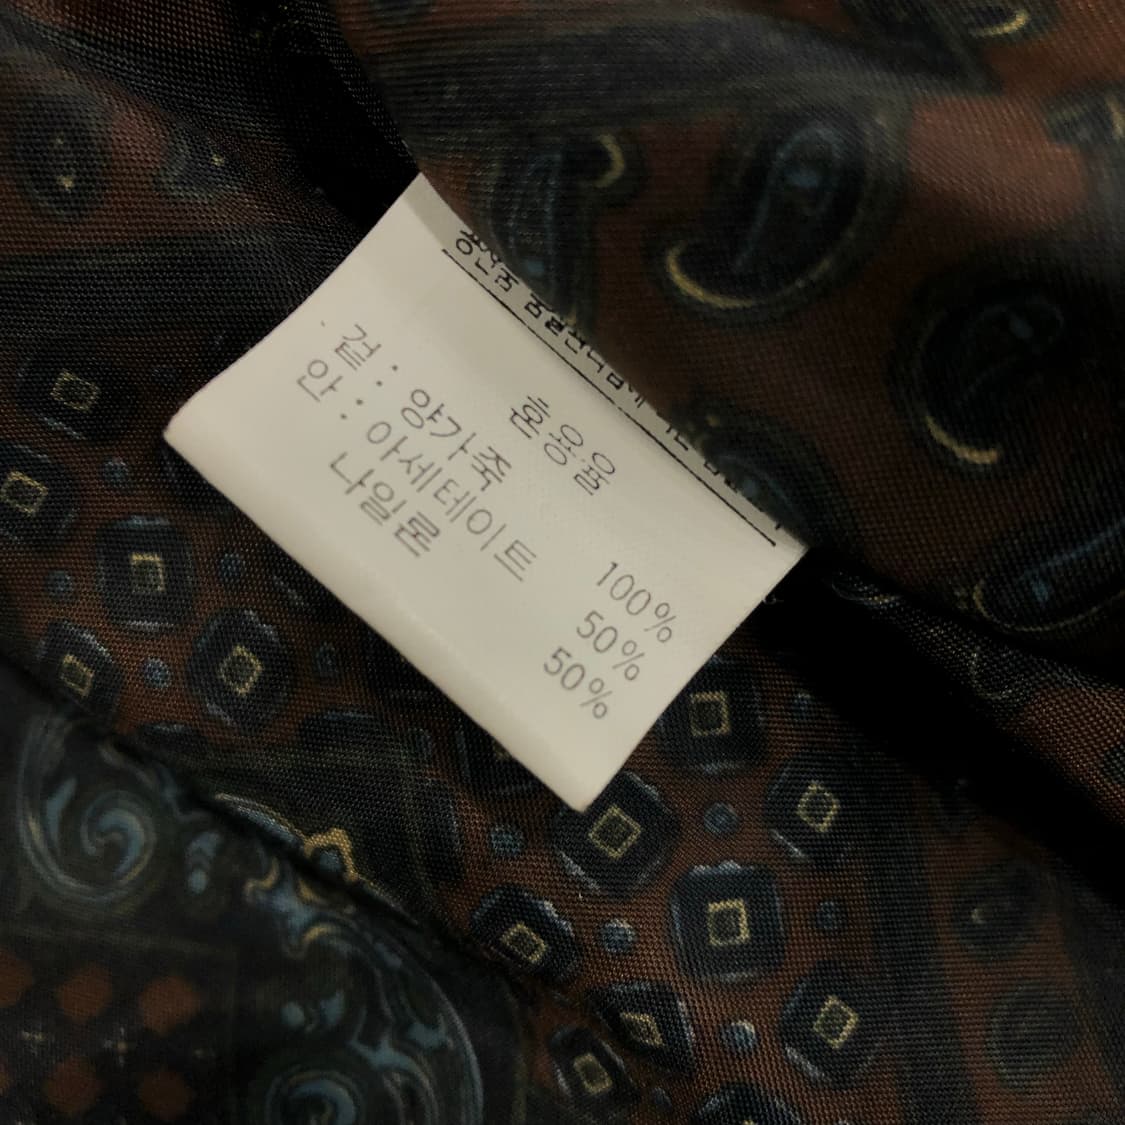 혼용율
겉 : 양가죽 100%
안 : 아세테이트 50%
나일론 50%